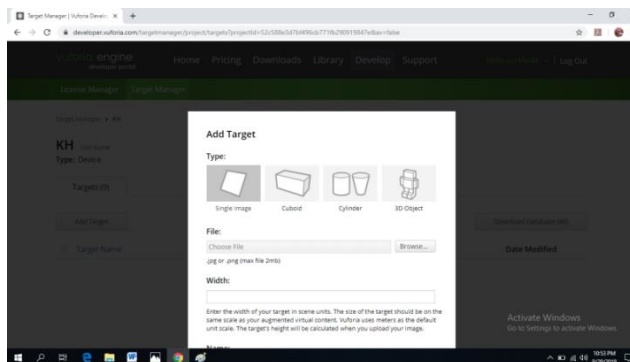 Target Manager | Vuforia Develo
developer.vuforia.com/targetmanager/project/targets?projectId=
vuforia engine
developer portal
Home Pricing Downloads Library Develop Support
Log Out
License Manager Target Manager
Target Manager > KH
KH
Type: Device
Targets (0)
Add Target
Target Name
Date Modified
Add Target
Type:
Single Image
Cuboid
Cylinder
3D Object
File:
Choose File
Browse...
.jpg or .png (max file 2mb)
Width:
Enter the width of your target in scene units. The size of the target should be on the
same scale as your augmented virtual content. Vuforia uses meters as the default
unit scale. The target's height will be calculated when you upload your image.
Activate Windows
Go to Settings to activate Windows.
10:53 PM